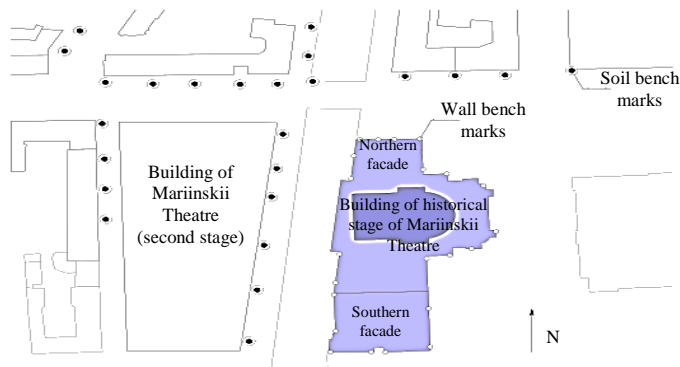 Soil bench
marks
Wall bench
marks
Northern
facade
Building of
Mariinskii
Theatre
(second stage)
Building of historical
stage of Mariinskii
Theatre
Southern
facade
N